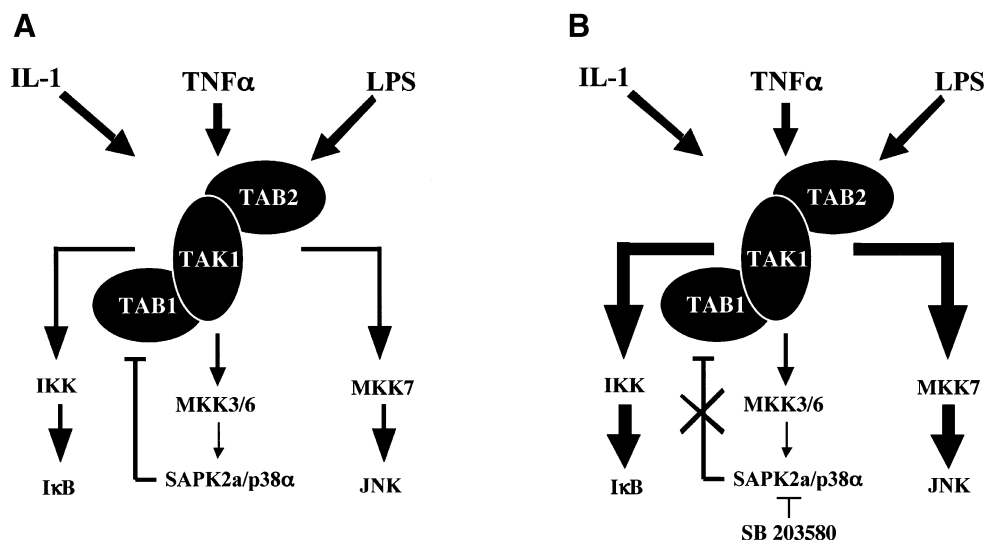 A
IL-1
TNFα
LPS
TAB2
TAK1
TAB1
IKK
MKK3/6
MKK7
IκB
SAPK2a/p38α
JNK
B
IL-1
TNFα
LPS
TAB2
TAK1
TAB1
IKK
MKK3/6
MKK7
IκB
SAPK2a/p38α
JNK
SB 203580